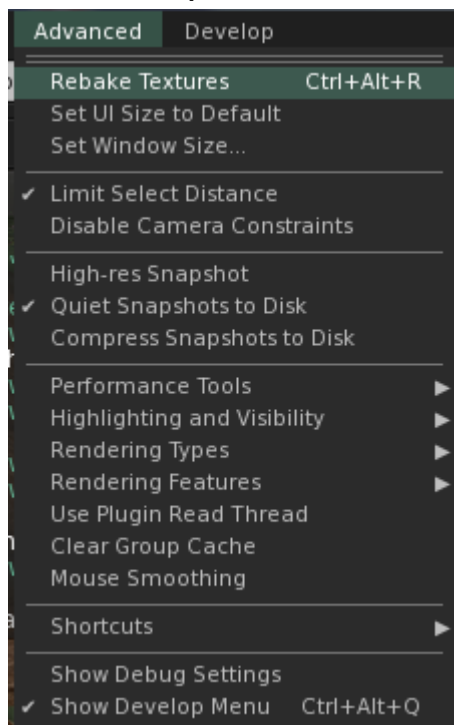 Advanced Develop
Rebake Textures Ctrl+Alt+R
Set UI Size to Default
Set Window Size...
✔ Limit Select Distance
Disable Camera Constraints
High-res Snapshot
✔ Quiet Snapshots to Disk
Compress Snapshots to Disk
Performance Tools ▶
Highlighting and Visibility ▶
Rendering Types ▶
Rendering Features ▶
Use Plugin Read Thread
Clear Group Cache
Mouse Smoothing
Shortcuts ▶
Show Debug Settings
✔ Show Develop Menu Ctrl+Alt+Q